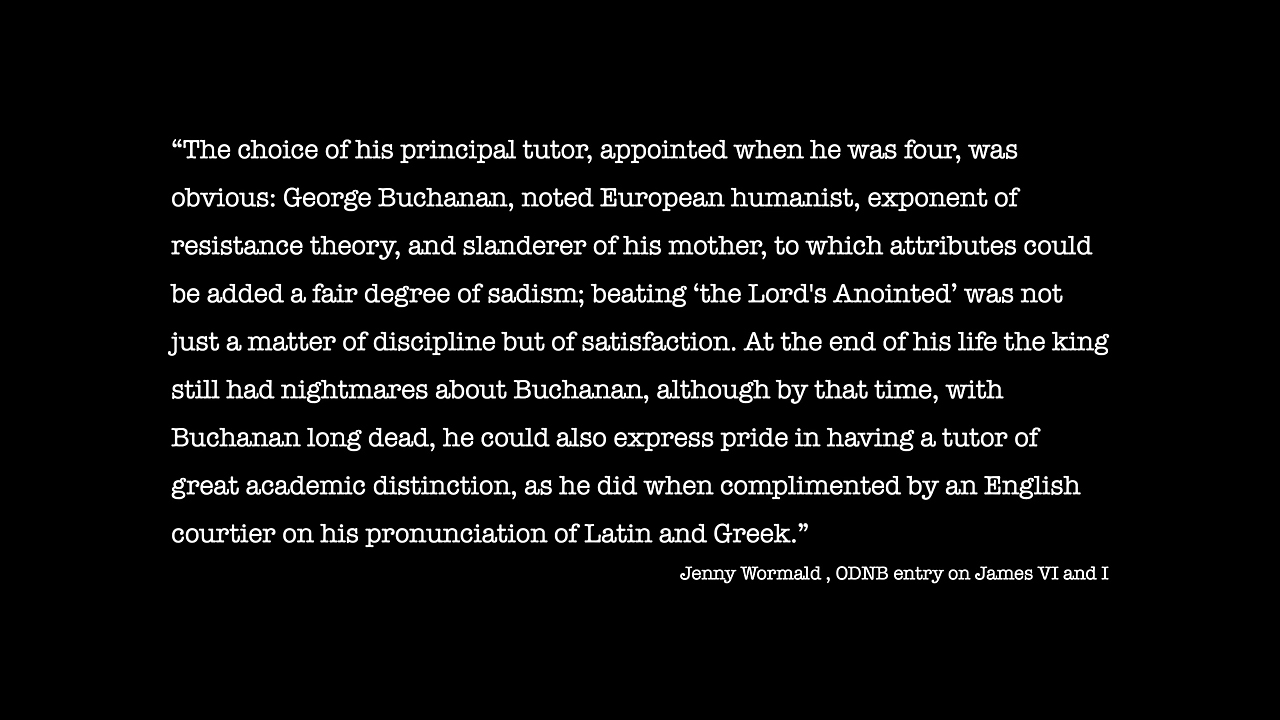 “The choice of his principal tutor, appointed when he was four, was
obvious: George Buchanan, noted European humanist, exponent of
resistance theory, and slanderer of his mother, to which attributes could
be added a fair degree of sadism; beating ‘the Lord's Anointed’ was not
just a matter of discipline but of satisfaction. At the end of his life the king
still had nightmares about Buchanan, although by that time, with
Buchanan long dead, he could also express pride in having a tutor of
great academic distinction, as he did when complimented by an English
courtier on his pronunciation of Latin and Greek.”
Jenny Wormald , ODNB entry on James VI and I